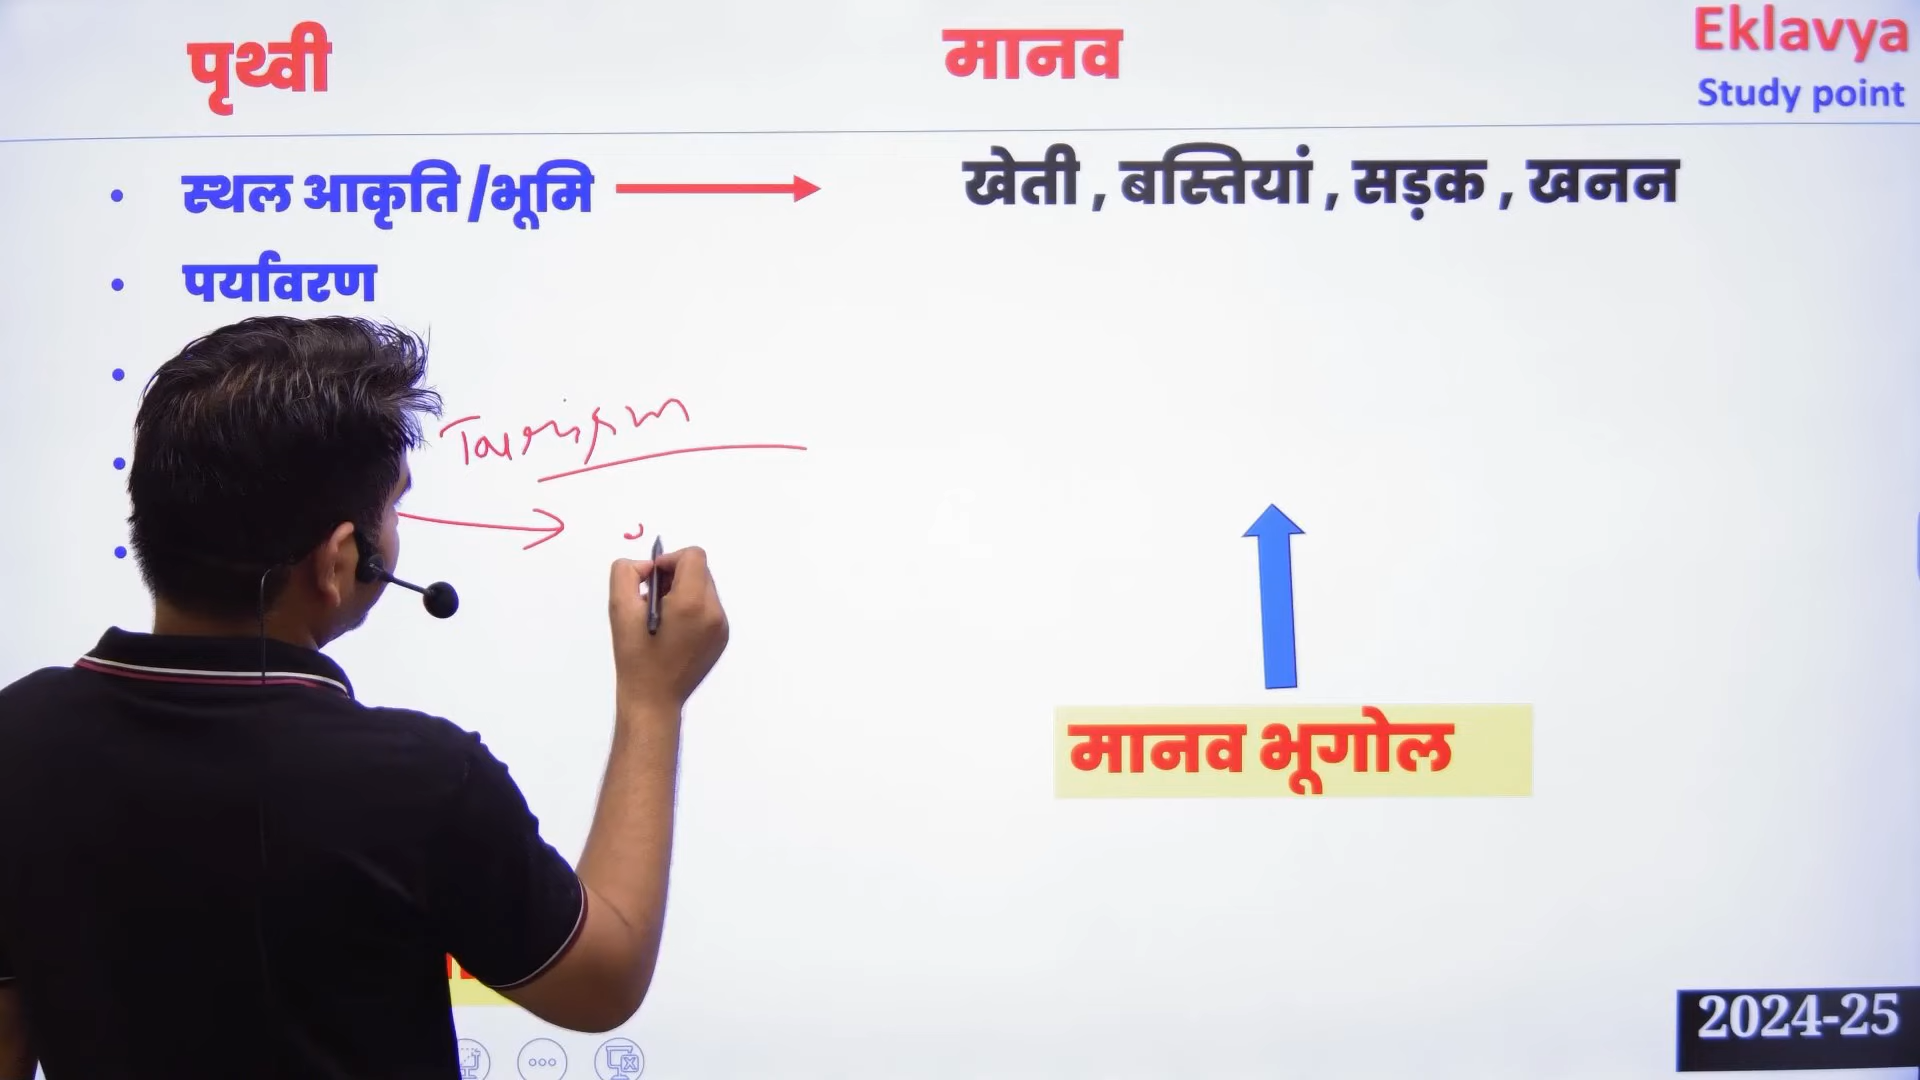 पृथ्वी मानव Eklavya
Study point
• स्थल आकृति /भूमि खेती , बस्तियां , सड़क , खनन
• पर्यावरण
•
• Tourism
•
मानव भूगोल
2024-25